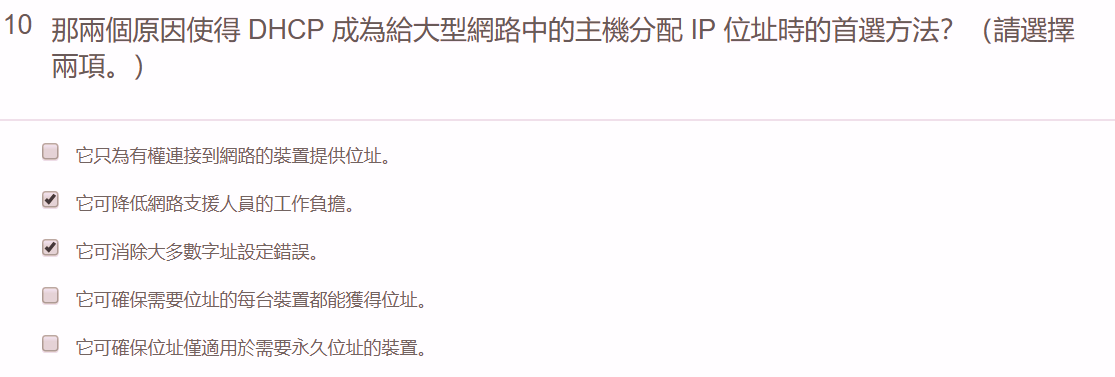 10 那兩個原因使得 DHCP 成為給大型網路中的主機分配 IP 位址時的首選方法？（請選擇
兩項。）
它只為有權連接到網路的裝置提供位址。
它可降低網路支援人員的工作負擔。
它可消除大多數字址設定錯誤。
它可確保需要位址的每台裝置都能獲得位址。
它可確保位址僅適用於需要永久位址的裝置。